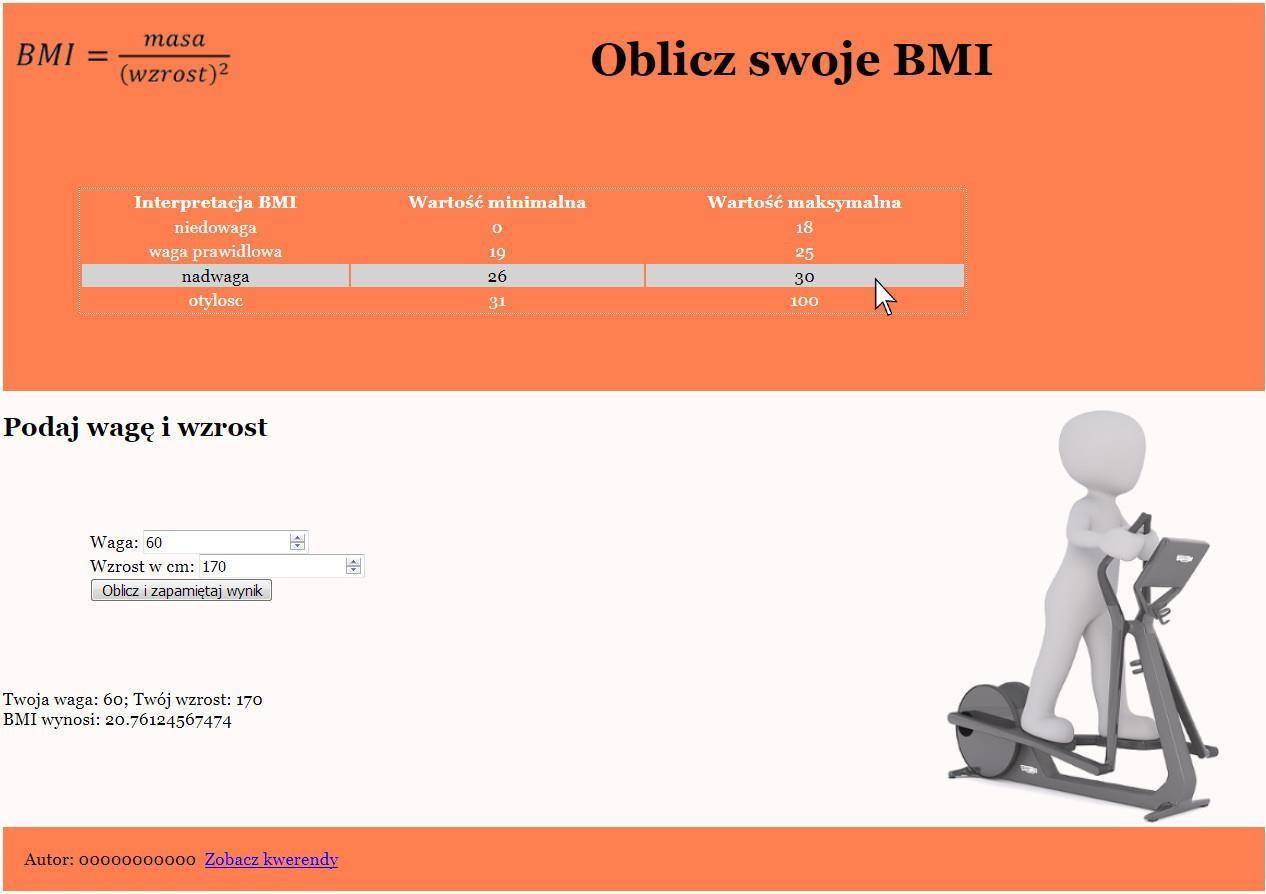 BMI = masa / (wzrost)²
Oblicz swoje BMI
Interpretacja BMI Wartość minimalna Wartość maksymalna
niedowaga 0 18
waga prawidlowa 19 25
nadwaga 26 30
otylosc 31 100
Podaj wagę i wzrost
Waga: 60
Wzrost w cm: 170
Oblicz i zapamiętaj wynik
Twoja waga: 60; Twój wzrost: 170
BMI wynosi: 20.76124567474
Autor: 00000000000 Zobacz kwerendy